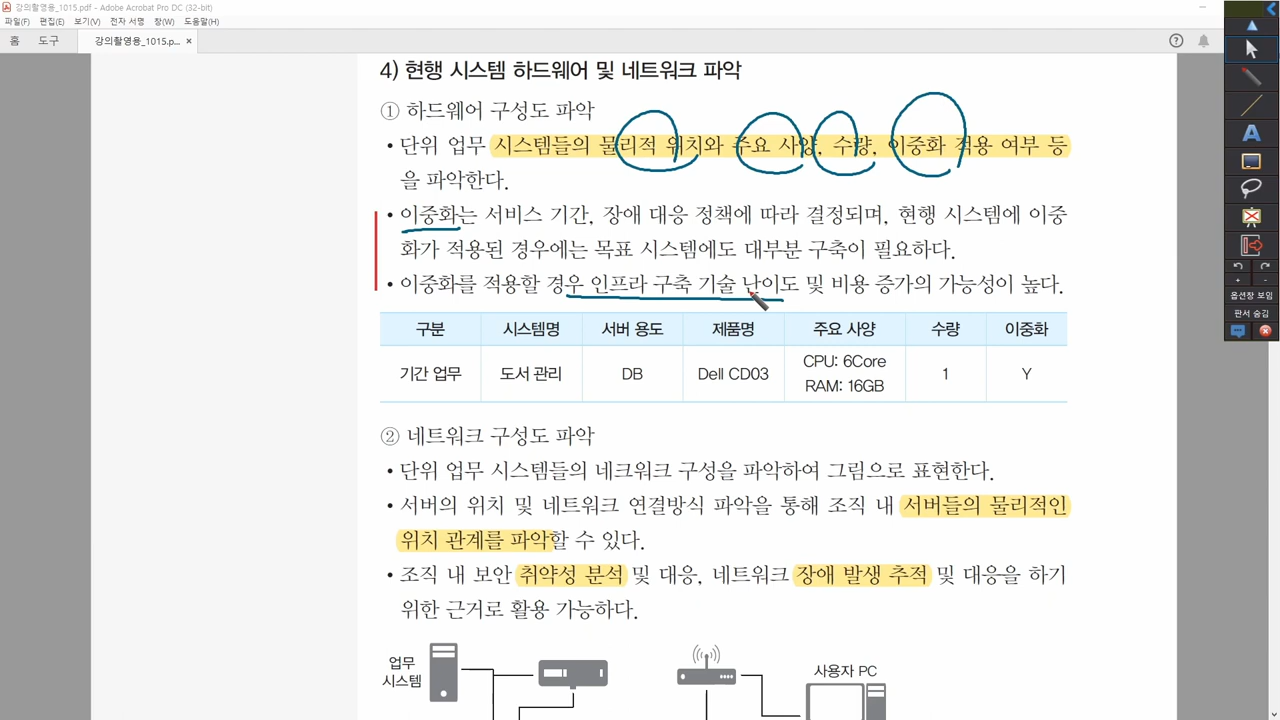 강의촬영용_1015.pdf - Adobe Acrobat Pro DC (32-bit)
파일(F) 편집(E) 보기(V) 전자 서명 창(W) 도움말(H)
홈 도구 강의촬영용_1015.p... ×
4) 현행 시스템 하드웨어 및 네트워크 파악
① 하드웨어 구성도 파악
• 단위 업무 시스템들의 물리적 위치와 주요 사양, 수량, 이중화 적용 여부 등
을 파악한다.
• 이중화는 서비스 기간, 장애 대응 정책에 따라 결정되며, 현행 시스템에 이중
화가 적용된 경우에는 목표 시스템에도 대부분 구축이 필요하다.
• 이중화를 적용할 경우 인프라 구축 기술 난이도 및 비용 증가의 가능성이 높다.
구분 시스템명 서버 용도 제품명 주요 사양 수량 이중화
기간 업무 도서 관리 DB Dell CD03 CPU: 6Core 1 Y
RAM: 16GB
② 네트워크 구성도 파악
• 단위 업무 시스템들의 네크워크 구성을 파악하여 그림으로 표현한다.
• 서버의 위치 및 네트워크 연결방식 파악을 통해 조직 내 서버들의 물리적인
위치 관계를 파악할 수 있다.
• 조직 내 보안 취약성 분석 및 대응, 네트워크 장애 발생 추적 및 대응을 하기
위한 근거로 활용 가능하다.
업무
시스템
사용자 PC
A
- + -
옵션장 보임
판서 숨김